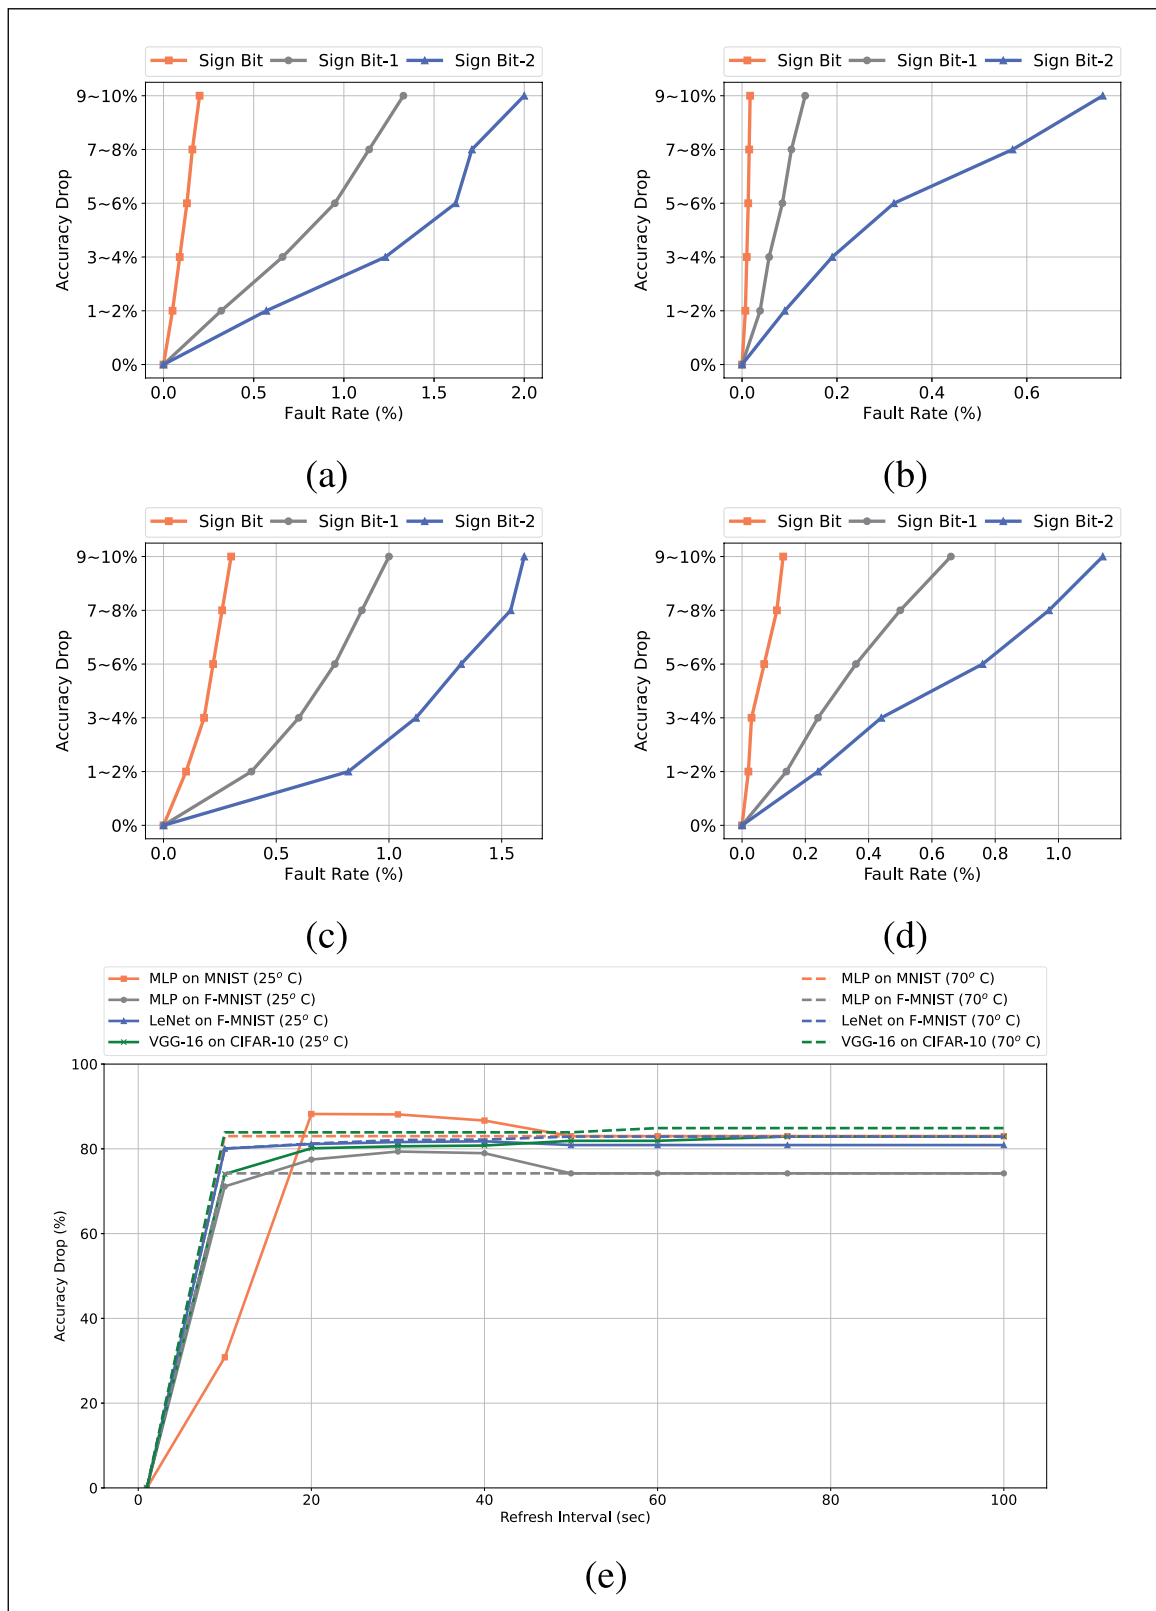 Sign Bit Sign Bit-1 Sign Bit-2
9~10%
7~8%
5~6%
3~4%
1~2%
0%
Accuracy Drop
0.0 0.5 1.0 1.5 2.0
Fault Rate (%)
(a)
Sign Bit Sign Bit-1 Sign Bit-2
9~10%
7~8%
5~6%
3~4%
1~2%
0%
Accuracy Drop
0.0 0.2 0.4 0.6
Fault Rate (%)
(b)
Sign Bit Sign Bit-1 Sign Bit-2
9~10%
7~8%
5~6%
3~4%
1~2%
0%
Accuracy Drop
0.0 0.5 1.0 1.5
Fault Rate (%)
(c)
Sign Bit Sign Bit-1 Sign Bit-2
9~10%
7~8%
5~6%
3~4%
1~2%
0%
Accuracy Drop
0.0 0.2 0.4 0.6 0.8 1.0
Fault Rate (%)
(d)
MLP on MNIST (25° C)
MLP on F-MNIST (25° C)
LeNet on F-MNIST (25° C)
VGG-16 on CIFAR-10 (25° C)
MLP on MNIST (70° C)
MLP on F-MNIST (70° C)
LeNet on F-MNIST (70° C)
VGG-16 on CIFAR-10 (70° C)
100
80
60
40
20
0
Accuracy Drop (%)
0 20 40 60 80 100
Refresh Interval (sec)
(e)